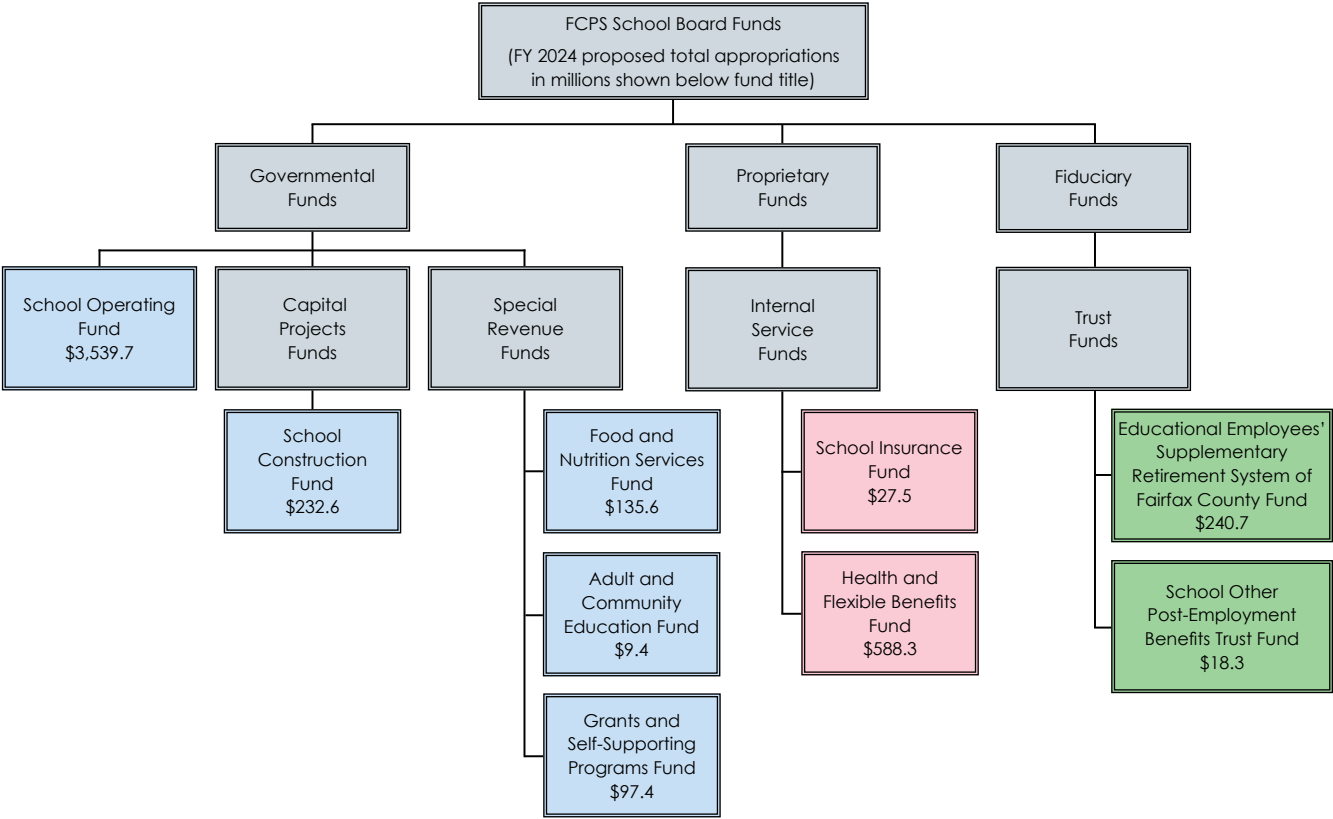 FCPS School Board Funds
(FY 2024 proposed total appropriations
in millions shown below fund title)
Governmental
Funds
Proprietary
Funds
Fiduciary
Funds
School Operating
Fund
$3,539.7
Capital
Projects
Funds
Special
Revenue
Funds
Internal
Service
Funds
Trust
Funds
School
Construction
Fund
$232.6
Food and
Nutrition Services
Fund
$135.6
School Insurance
Fund
$27.5
Educational Employees’
Supplementary
Retirement System of
Fairfax County Fund
$240.7
Adult and
Community
Education Fund
$9.4
Health and
Flexible Benefits
Fund
$588.3
School Other
Post-Employment
Benefits Trust Fund
$18.3
Grants and
Self-Supporting
Programs Fund
$97.4